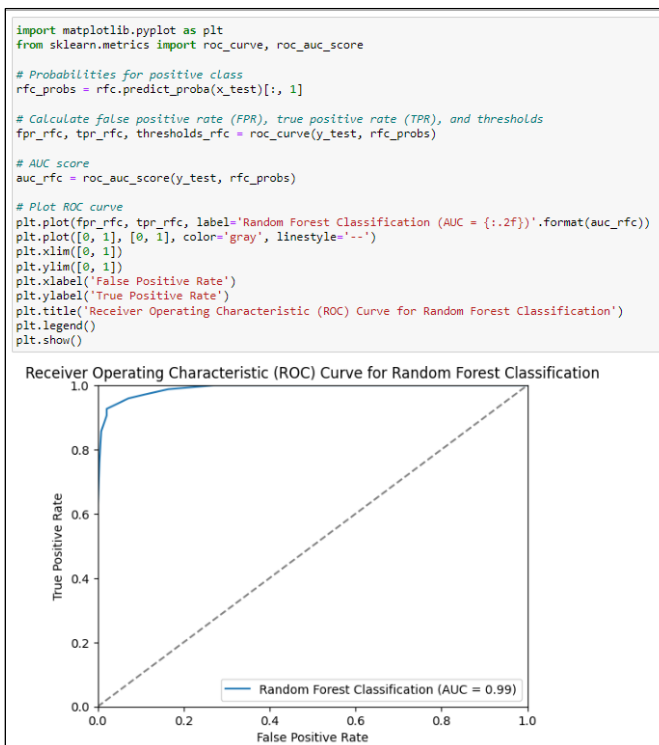 import matplotlib.pyplot as plt
from sklearn.metrics import roc_curve, roc_auc_score
# Probabilities for positive class
rfc_probs = rfc.predict_proba(x_test)[:, 1]
# Calculate false positive rate (FPR), true positive rate (TPR), and thresholds
fpr_rfc, tpr_rfc, thresholds_rfc = roc_curve(y_test, rfc_probs)
# AUC score
auc_rfc = roc_auc_score(y_test, rfc_probs)
# Plot ROC curve
plt.plot(fpr_rfc, tpr_rfc, label='Random Forest Classification (AUC = {:.2f})'.format(auc_rfc))
plt.plot([0, 1], [0, 1], color='gray', linestyle='--')
plt.xlim([0, 1])
plt.ylim([0, 1])
plt.xlabel('False Positive Rate')
plt.ylabel('True Positive Rate')
plt.title('Receiver Operating Characteristic (ROC) Curve for Random Forest Classification')
plt.legend()
plt.show()
Receiver Operating Characteristic (ROC) Curve for Random Forest Classification
1.0
0.8
0.6
0.4
0.2
0.0
True Positive Rate
Random Forest Classification (AUC = 0.99)
0.0 0.2 0.4 0.6 0.8 1.0
False Positive Rate